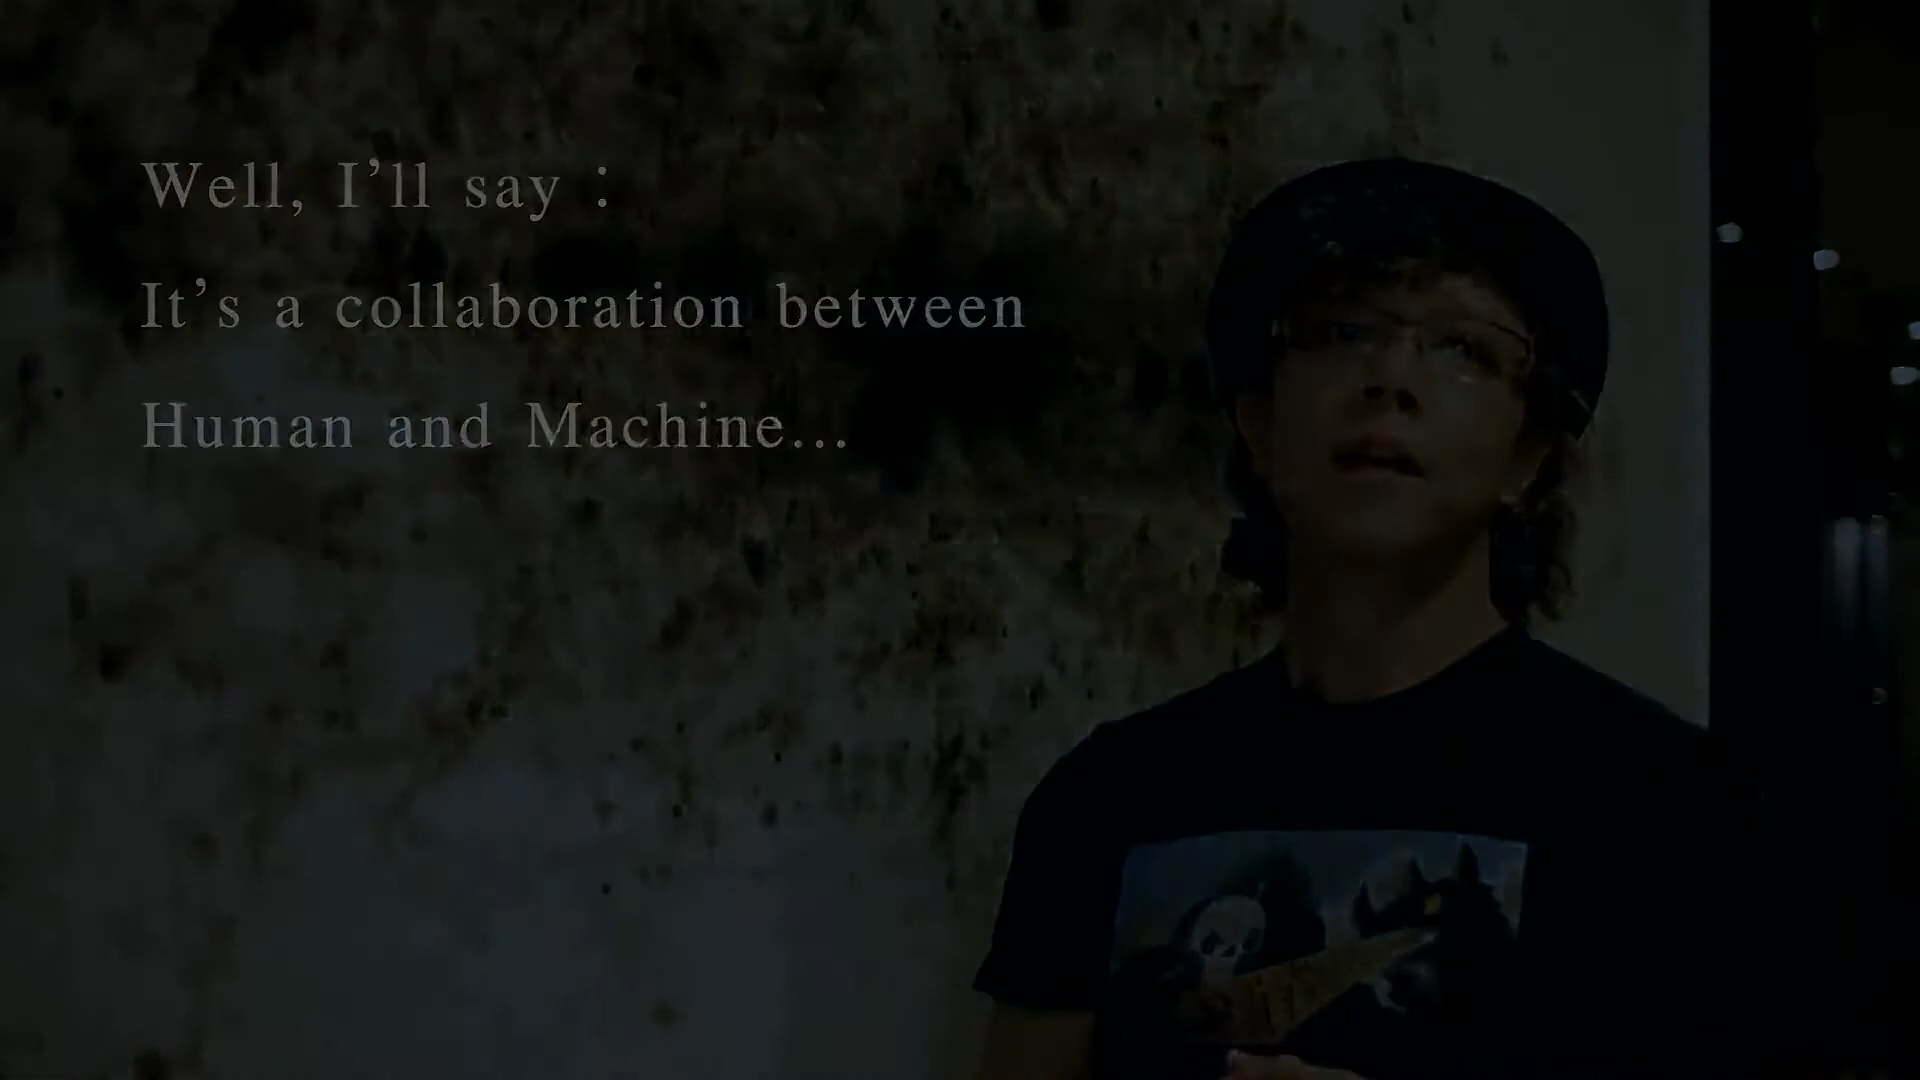 Well, I’ll say :
It’s a collaboration between
Human and Machine...